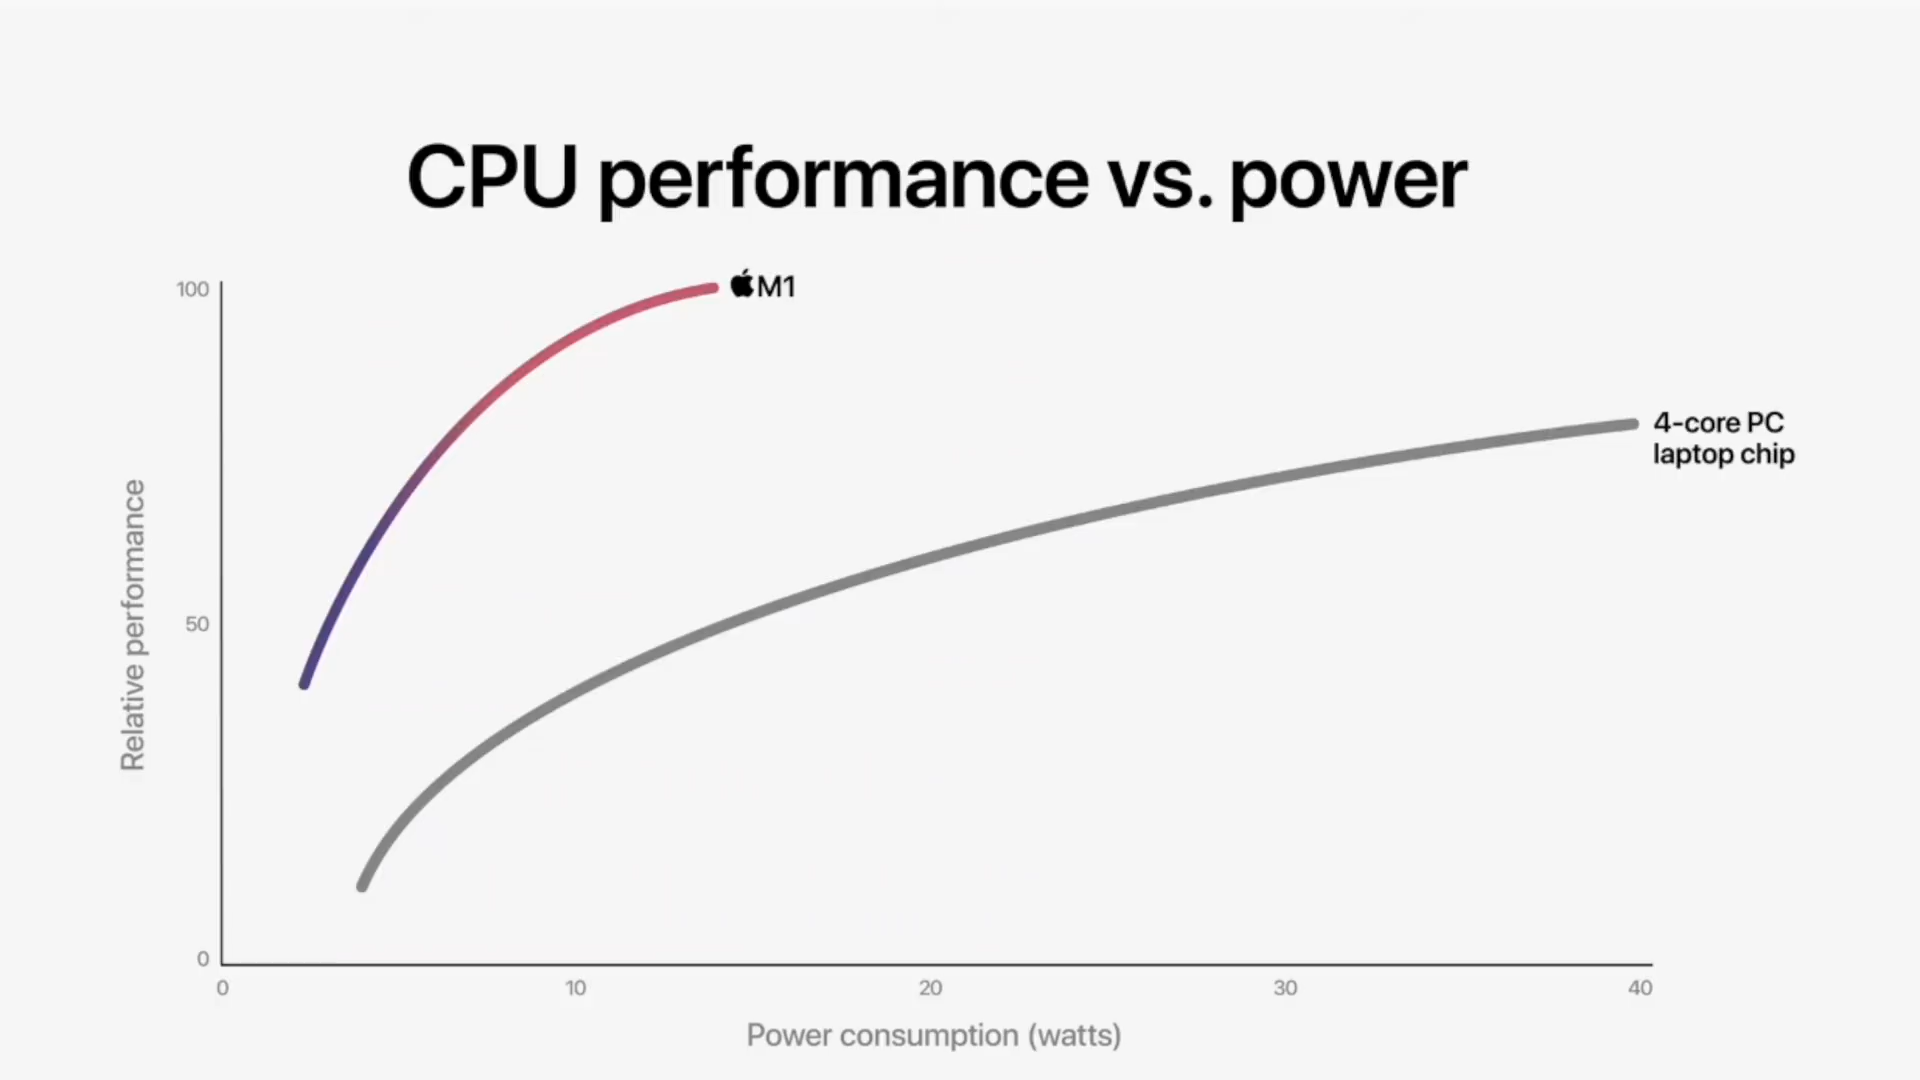 CPU performance vs. power
100
M1
4-core PC
laptop chip
Relative performance
50
0
0 10 20 30 40
Power consumption (watts)